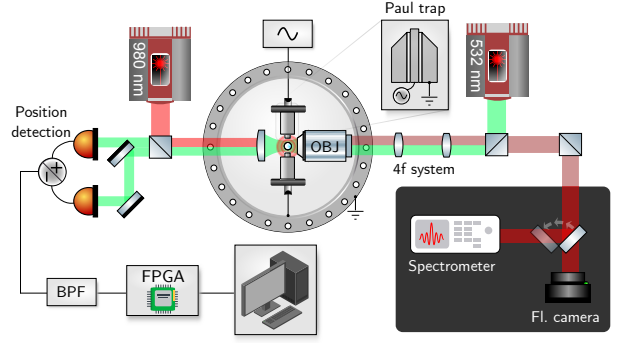 Paul trap
980 nm
532 nm
Position
detection
OBJ
4f system
Spectrometer
Fl. camera
FPGA
BPF